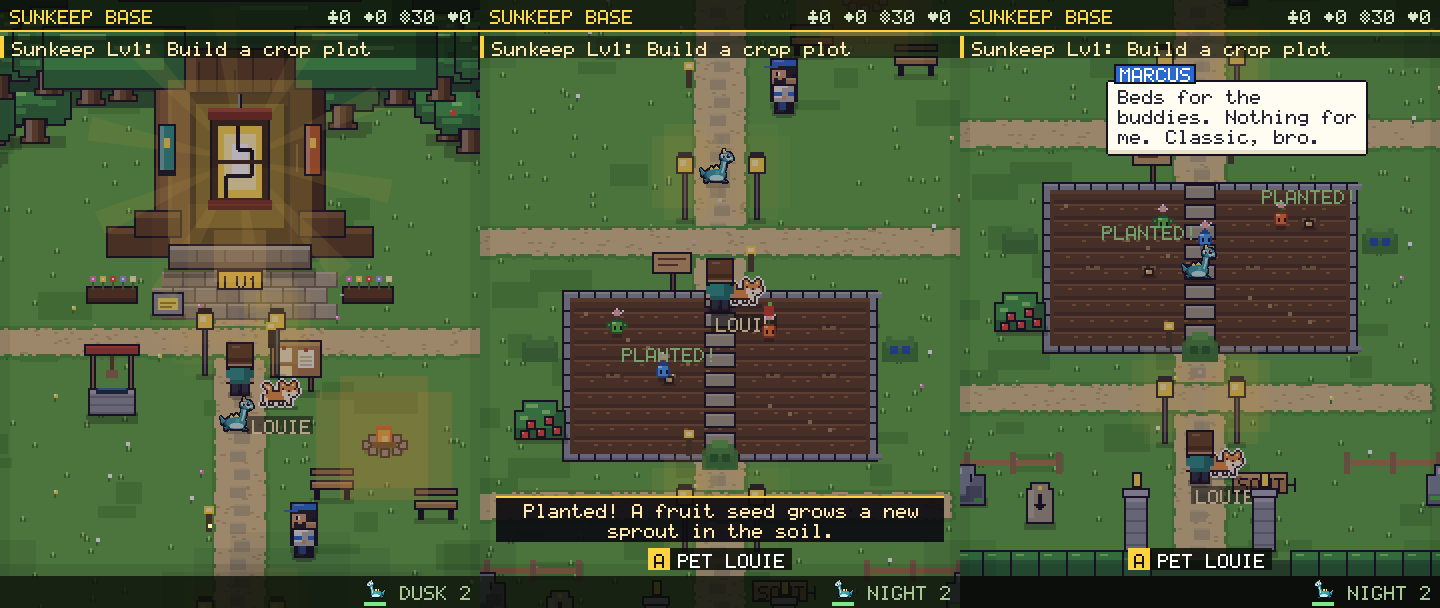 SUNKEEP BASE 0 0 30 0
Sunkeep Lv1: Build a crop plot
LV1
LOUIE
DUSK 2
SUNKEEP BASE 0 0 30 0
Sunkeep Lv1: Build a crop plot
LOUI
PLANTED!
Planted! A fruit seed grows a new
sprout in the soil.
A PET LOUIE
SOUTH
NIGHT 2
SUNKEEP BASE 0 0 30 0
Sunkeep Lv1: Build a crop plot
MARCUS
Beds for the
buddies. Nothing for
me. Classic, bro.
PLANTED!
PLANTED!
LOUIE
A PET LOUIE
NIGHT 2